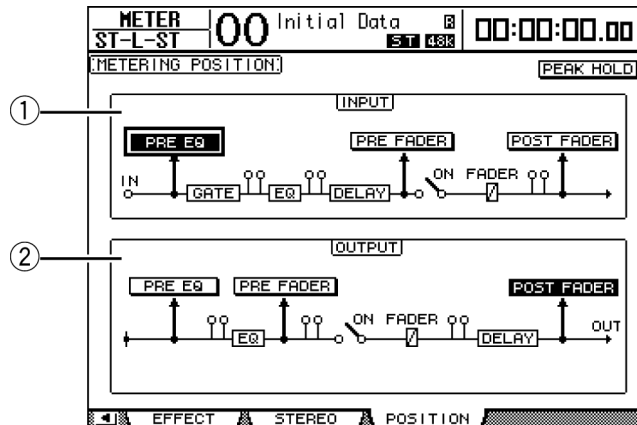 METER
ST-L-ST
00
Initial Data
R
ST 48k
00:00:00.00
METERING POSITION
PEAK HOLD
1
INPUT
PRE EQ
PRE FADER
POST FADER
IN
GATE
EQ
DELAY
ON
FADER
2
OUTPUT
PRE EQ
PRE FADER
POST FADER
EQ
ON
FADER
DELAY
OUT
EFFECT
STEREO
POSITION